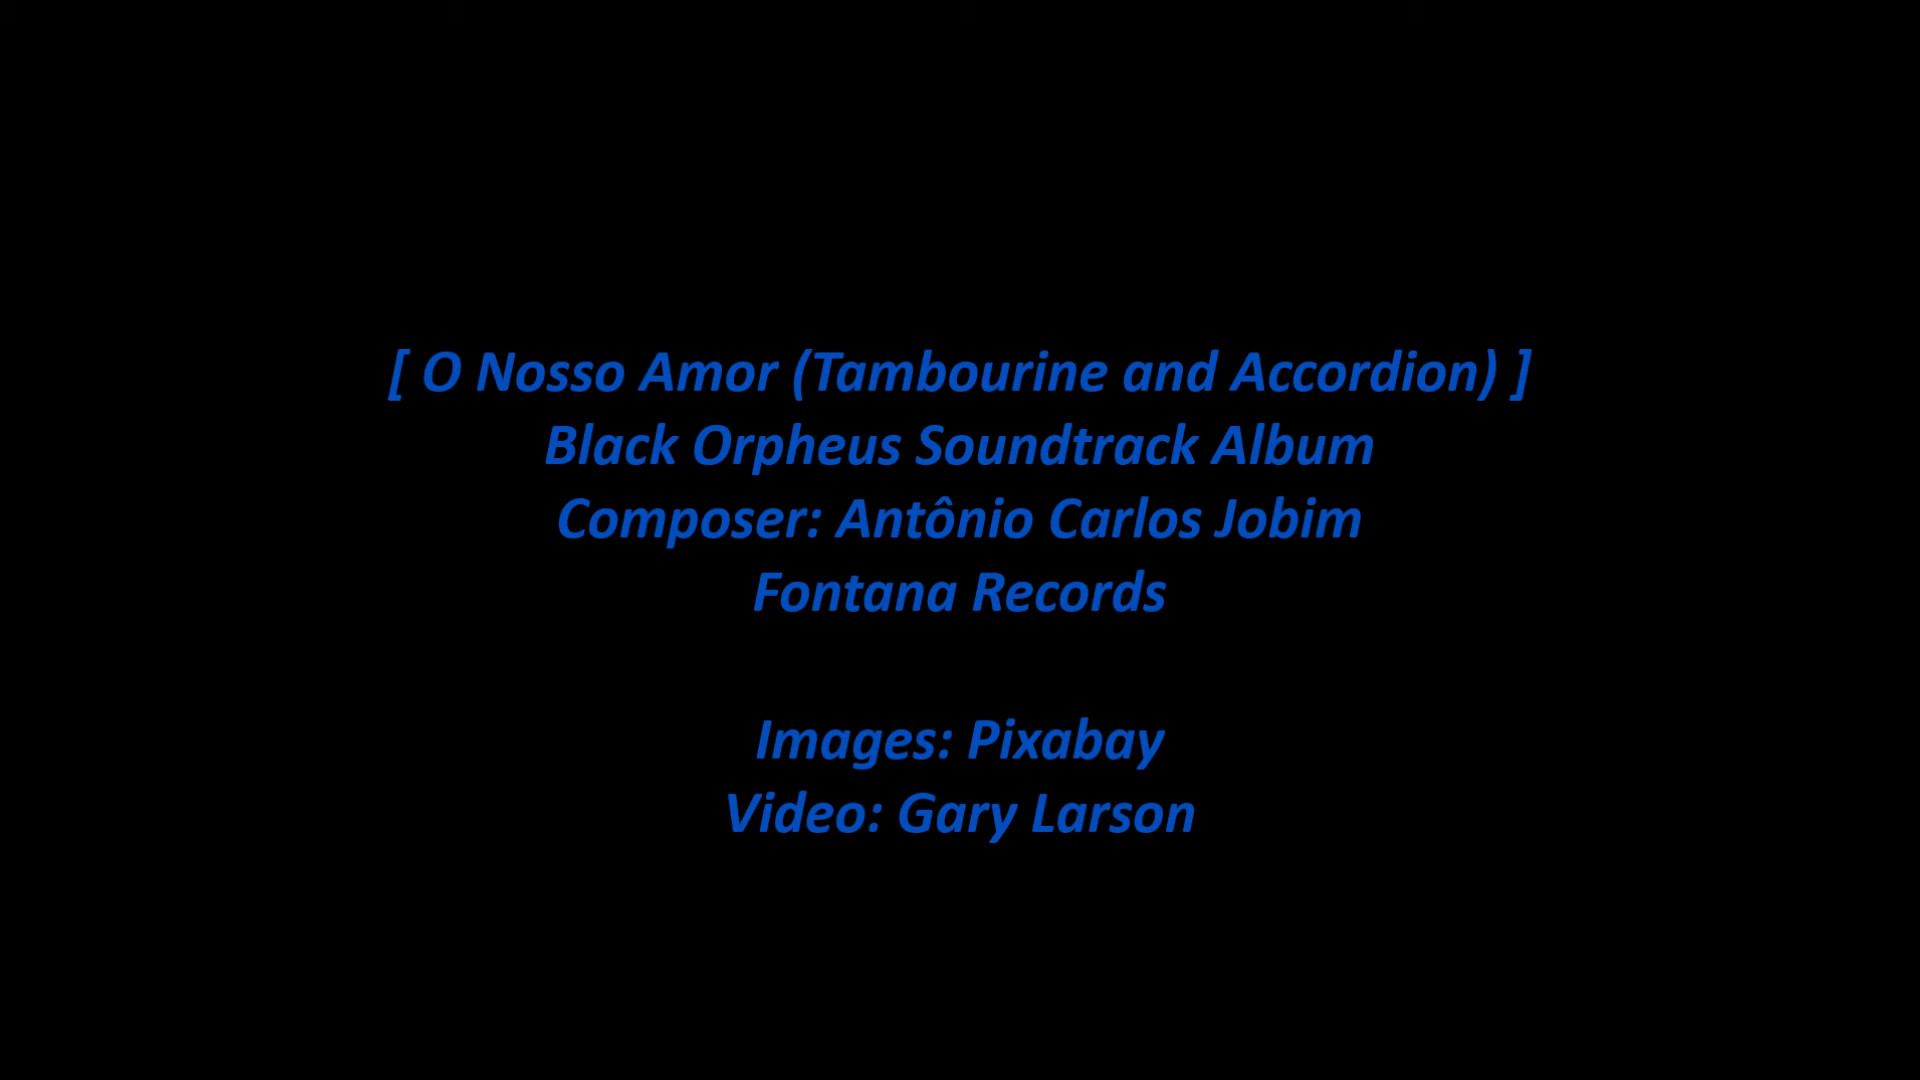 [ O Nosso Amor (Tambourine and Accordion) ]
Black Orpheus Soundtrack Album
Composer: Antônio Carlos Jobim
Fontana Records
Images: Pixabay
Video: Gary Larson